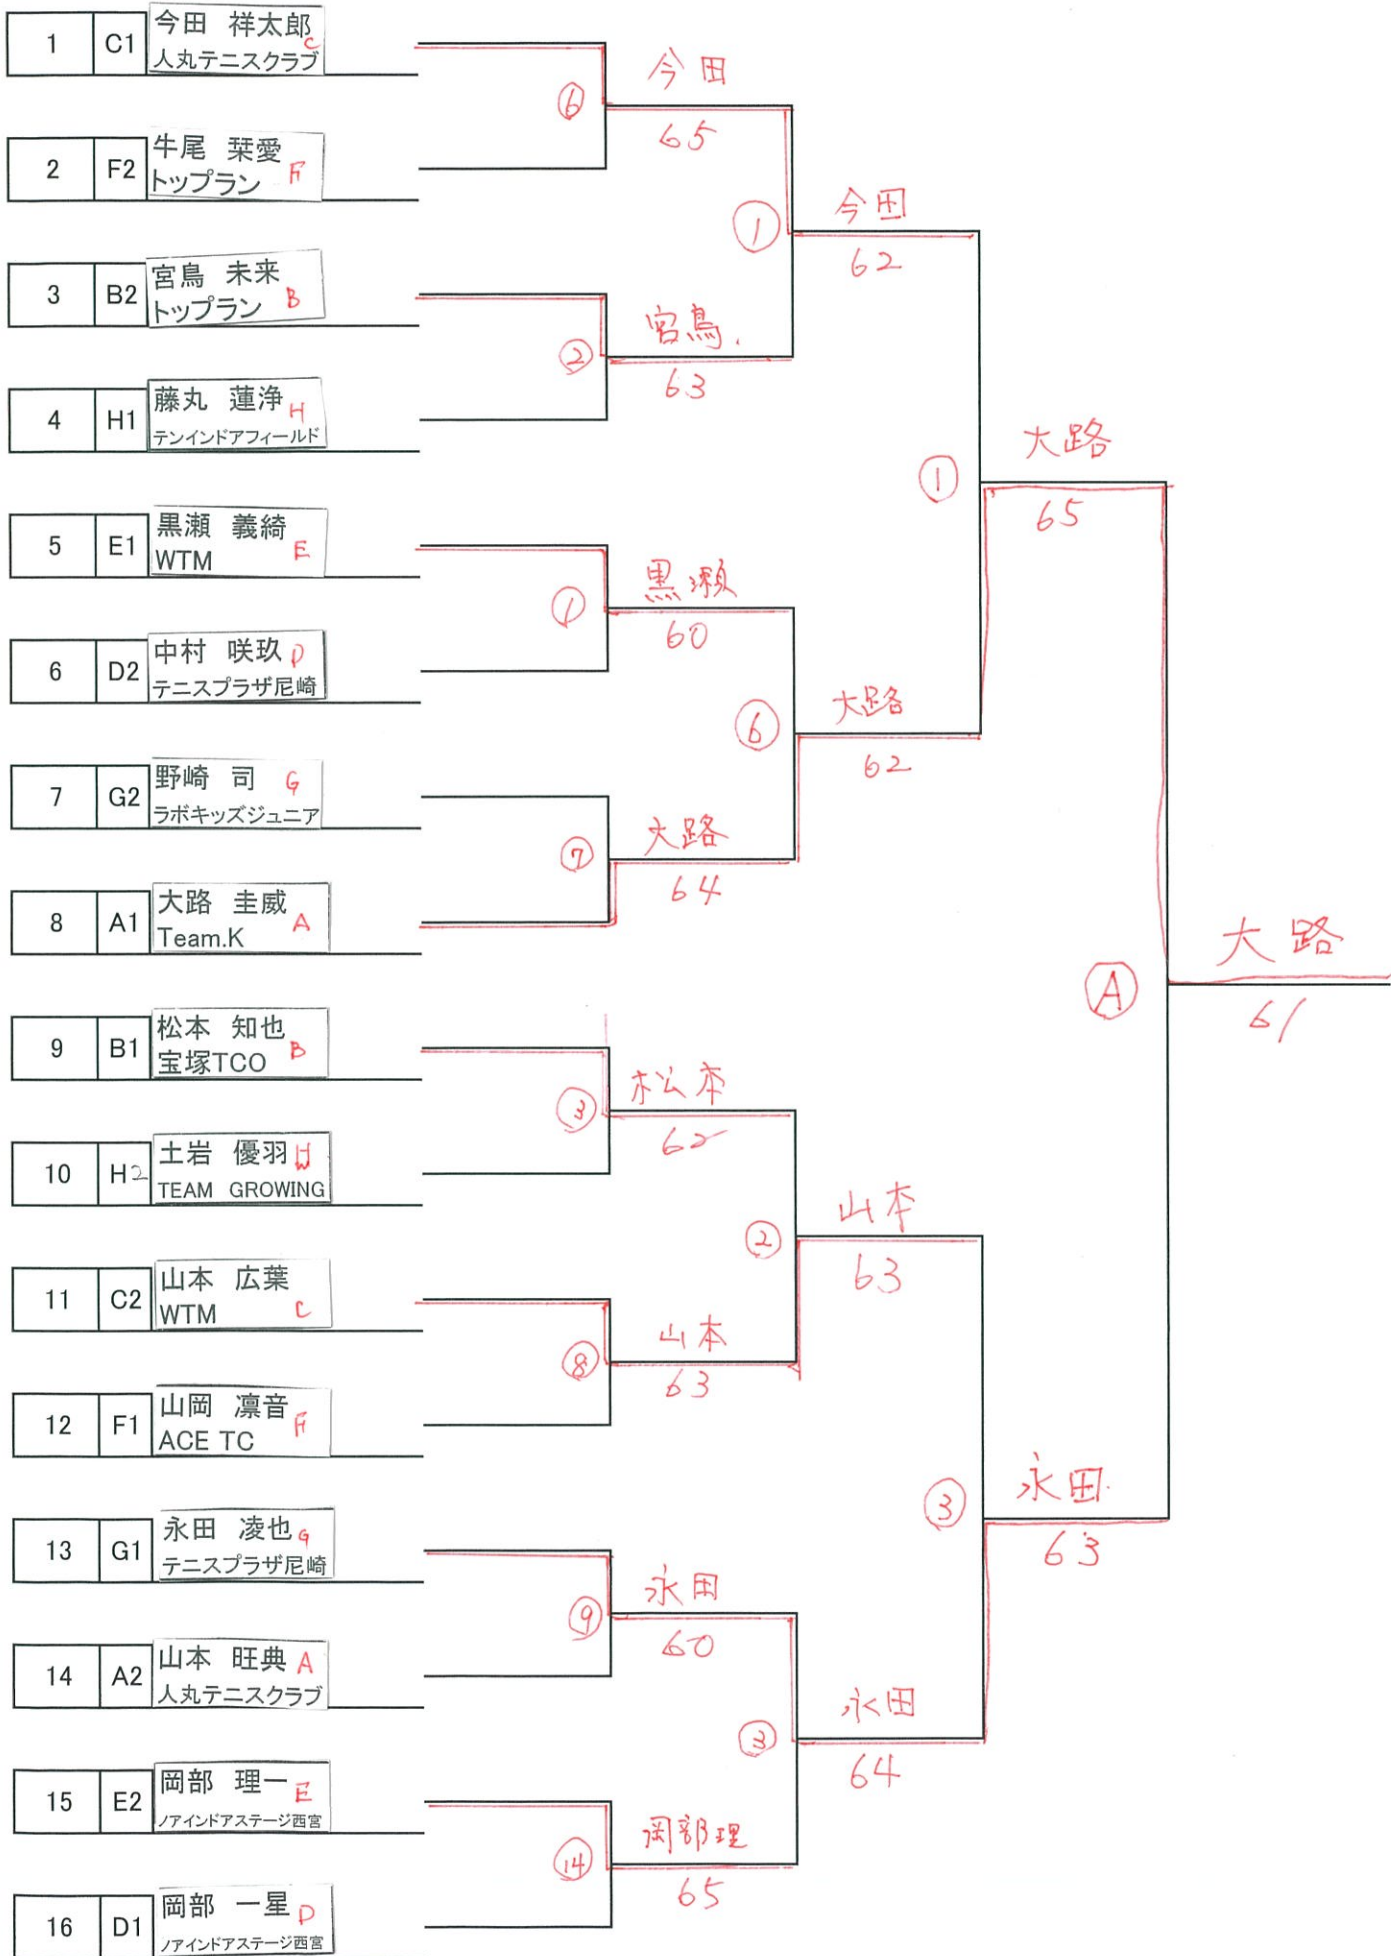 1 C1 今田 祥太郎 C
人丸テニスクラブ
⑥ 今田
65
2 F2 牛尾 栞愛
トップラン F
① 今田
62
3 B2 宮鳥 未来
トップラン B
② 宮鳥
63
4 H1 藤丸 蓮浄 H
テンインドアフィールド
① 大路
65
5 E1 黒瀬 義綺
WTM E
① 黒瀬
60
6 D2 中村 咲玖 D
テニスプラザ尼崎
⑥ 大路
62
7 G2 野崎 司 G
ラボキッズジュニア
⑦ 大路
64
8 A1 大路 圭威
Team.K A
Ⓐ 大路
61
9 B1 松本 知也
宝塚TCO B
③ 松本
62
10 H2 土岩 優羽 H
TEAM GROWING
② 山本
63
11 C2 山本 広葉
WTM C
⑧ 山本
63
12 F1 山岡 凛音 F
ACE TC
③ 永田
63
13 G1 永田 凌也 G
テニスプラザ尼崎
⑨ 永田
60
14 A2 山本 旺典 A
人丸テニスクラブ
③ 永田
64
15 E2 岡部 理一 E
ノアインドアステージ西宮
⑭ 岡部理
65
16 D1 岡部 一星 D
ノアインドアステージ西宮